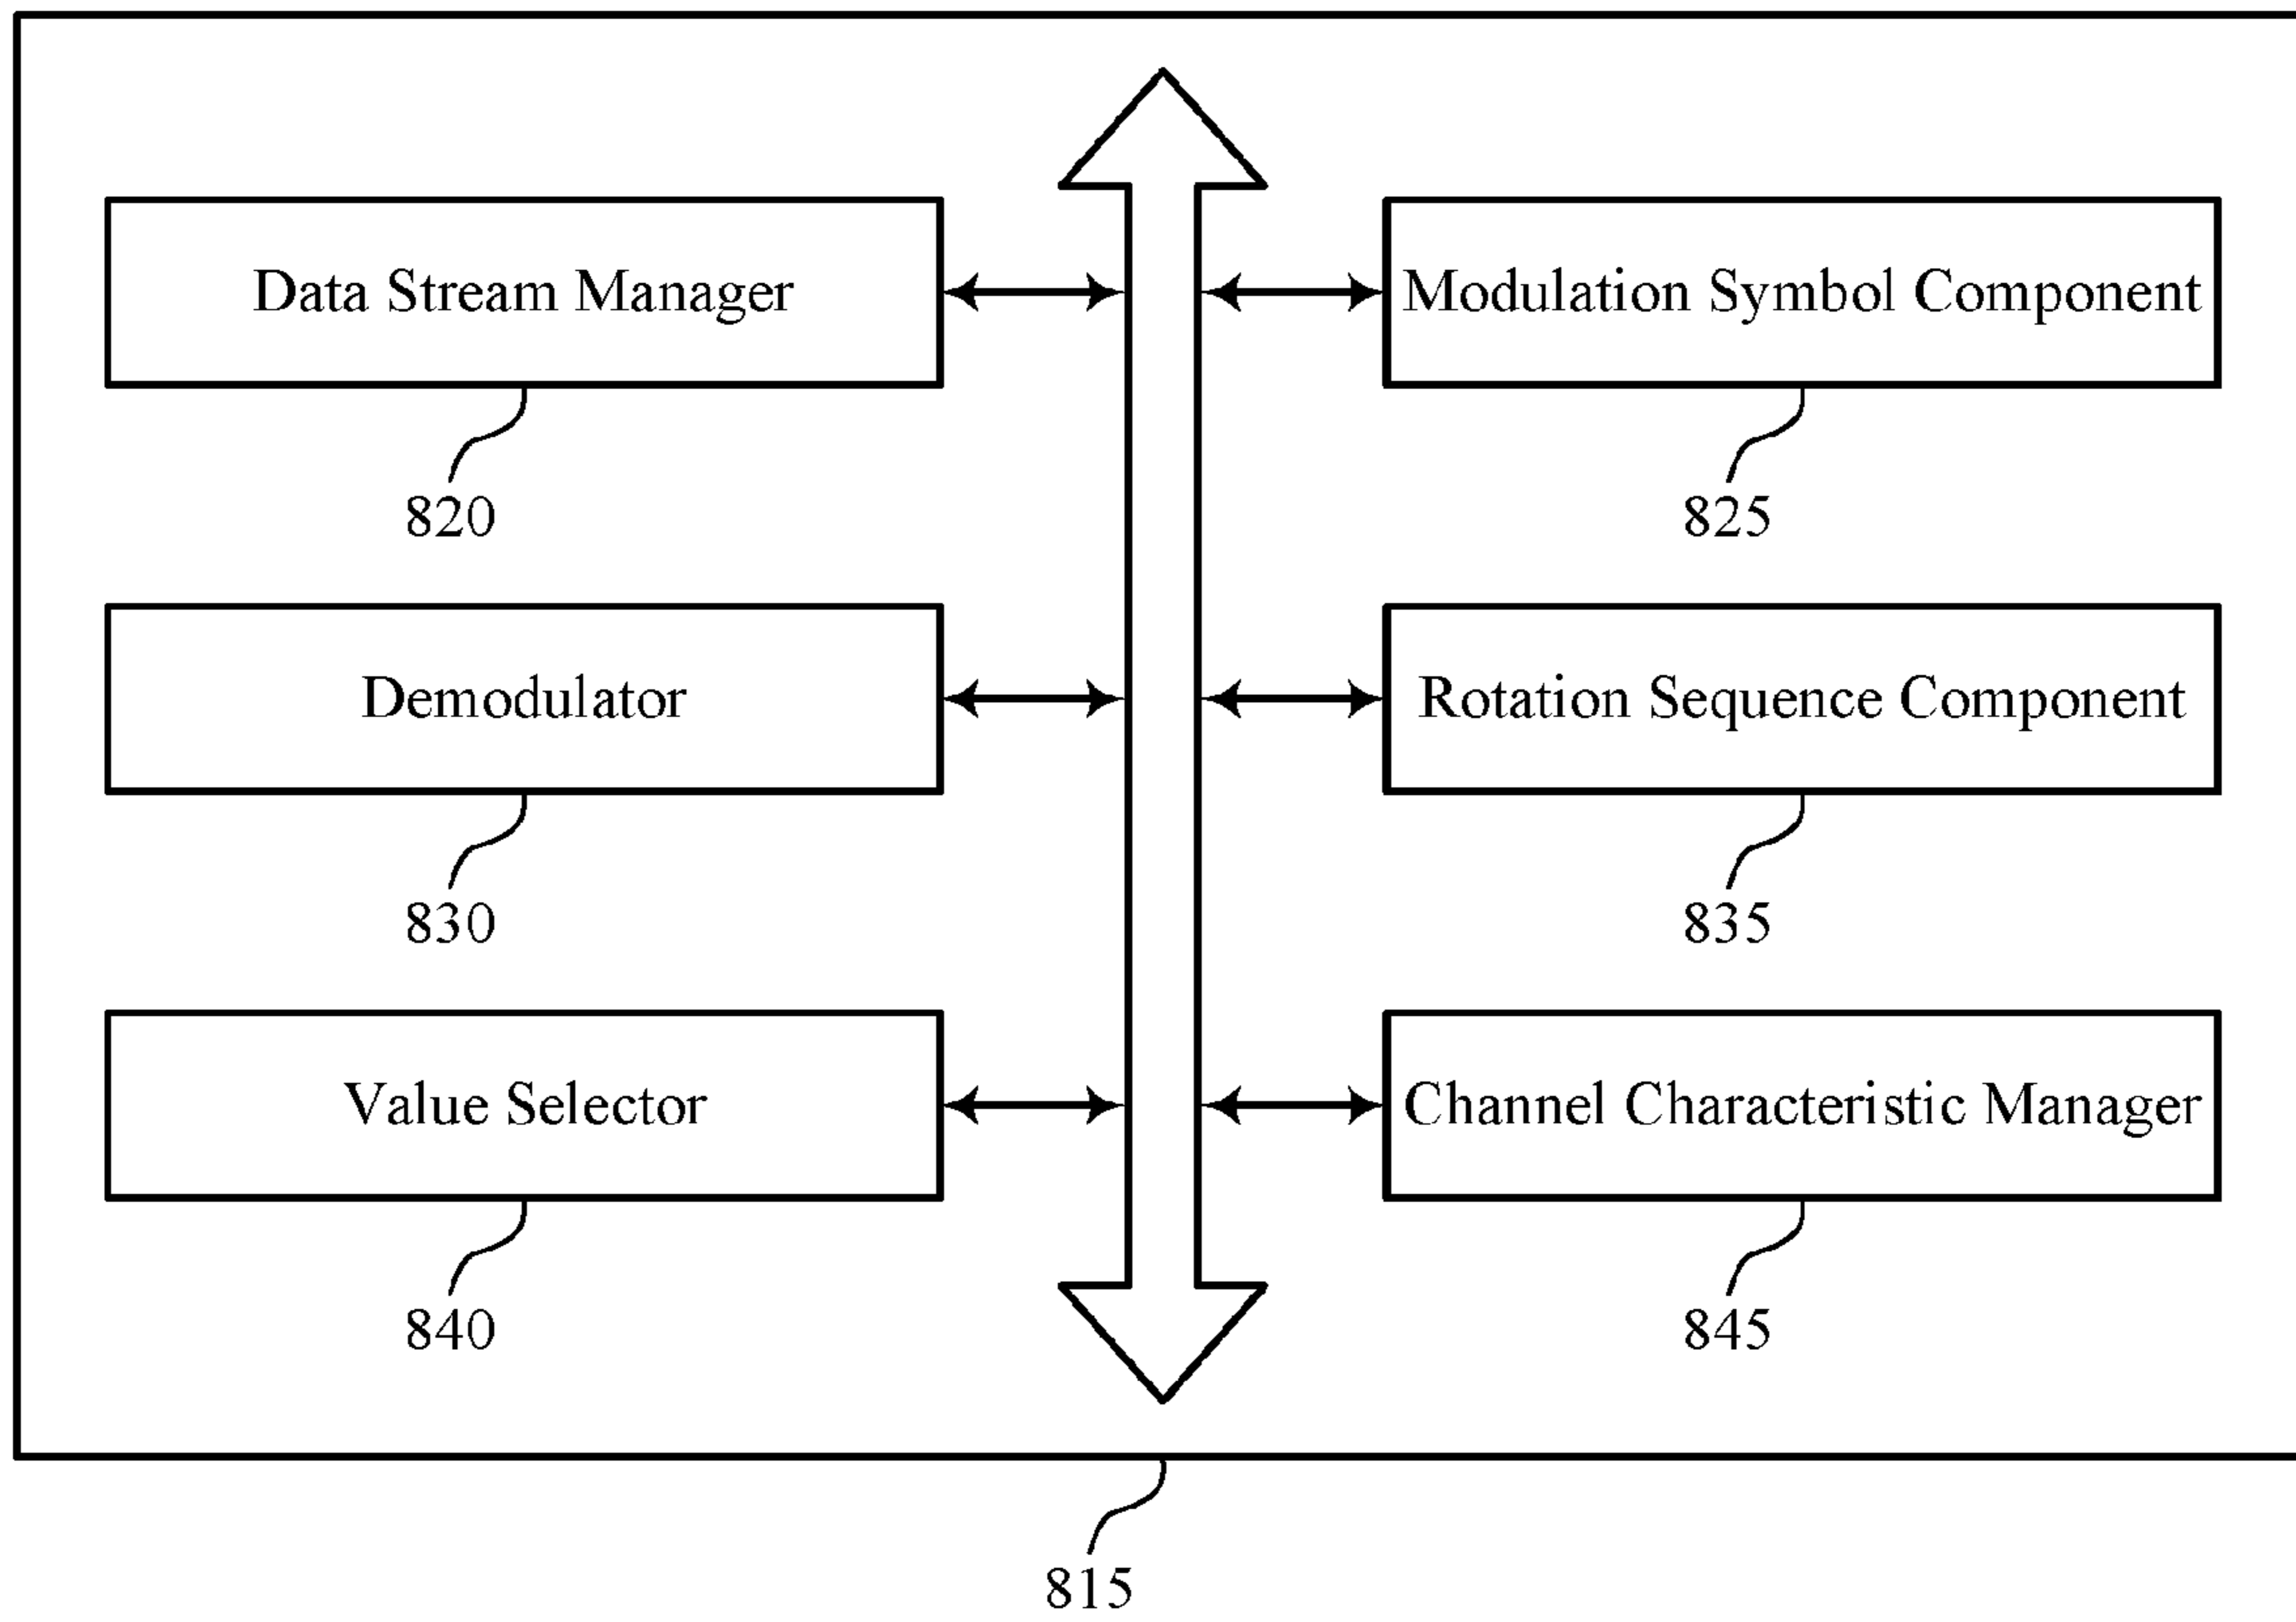 Data Stream Manager
Modulation Symbol Component
820
825
Demodulator
Rotation Sequence Component
830
835
Value Selector
Channel Characteristic Manager
840
845
815